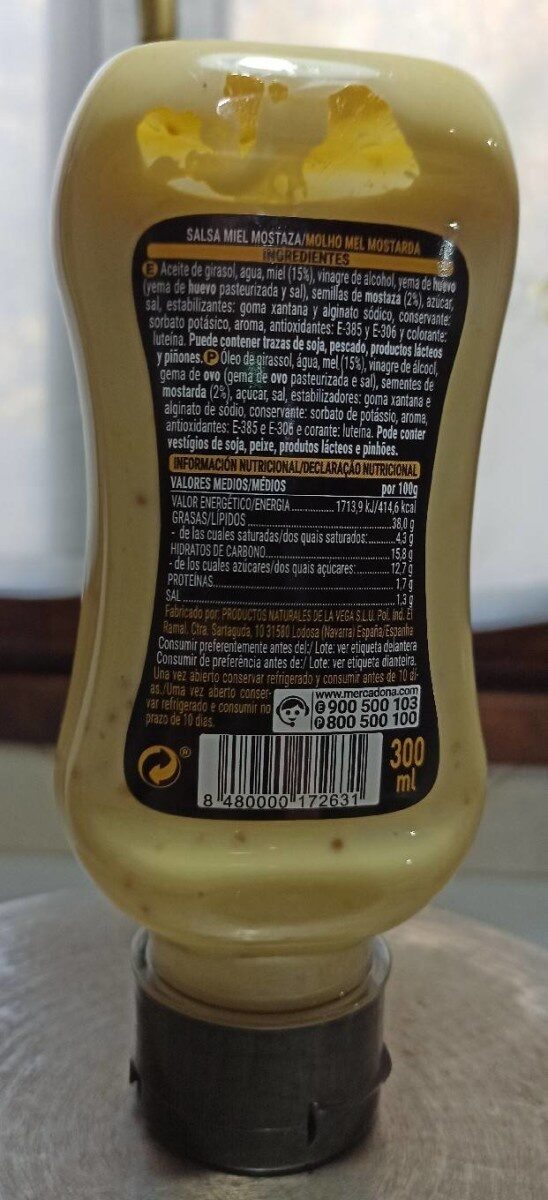 SALSA MIEL MOSTAZA/MOLHO MEL MOSTARDA
INGREDIENTES
E Aceite de girasol, agua, miel (15%), vinagre de alcohol, yema de huevo
(yema de huevo pasteurizada y sal), semillas de mostaza (2%), azúcar,
sal, estabilizantes: goma xantana y alginato sódico, conservante:
sorbato potásico, aroma, antioxidantes: E-385 y E-306 y colorante:
luteína. Puede contener trazas de soja, pescado, productos lácteos
y piñones. P Óleo de girassol, água, mel (15%), vinagre de álcool,
gema de ovo (gema de ovo pasteurizada e sal), sementes de
mostarda (2%), açúcar, sal, estabilizadores: goma xantana e
alginato de sódio, conservante: sorbato de potássio, aroma,
antioxidantes: E-385 e E-306 e corante: luteína. Pode conter
vestígios de soja, peixe, produtos lácteos e pinhões.
INFORMACIÓN NUTRICIONAL/DECLARAÇÃO NUTRICIONAL
VALORES MEDIOS/MÉDIOS por 100g
VALOR ENERGÉTICO/ENERGIA 1713,9 kJ/414,6 kcal
GRASAS/LÍPIDOS 38,0 g
- de las cuales saturadas/dos quais saturados: 4,3 g
HIDRATOS DE CARBONO 15,8 g
- de los cuales azúcares/dos quais açúcares: 12,7 g
PROTEÍNAS 1,7 g
SAL 1,3 g
Fabricado por: PRODUCTOS NATURALES DE LA VEGA S.L.U. Pol. Ind. El
Ramal. Ctra. Sartaguda, 10 31580 Lodosa (Navarra) España/Espanha
Consumir preferentemente antes del:/ Lote: ver etiqueta delantera
Consumir de preferência antes de:/ Lote: ver etiqueta dianteira.
Una vez abierto conservar refrigerado y consumir antes de 10 dí-
as./Uma vez aberto conser-
var refrigerado e consumir no
prazo de 10 dias.
www.mercadona.com
E 900 500 103
P 800 500 100
300
ml
8 480000 172631